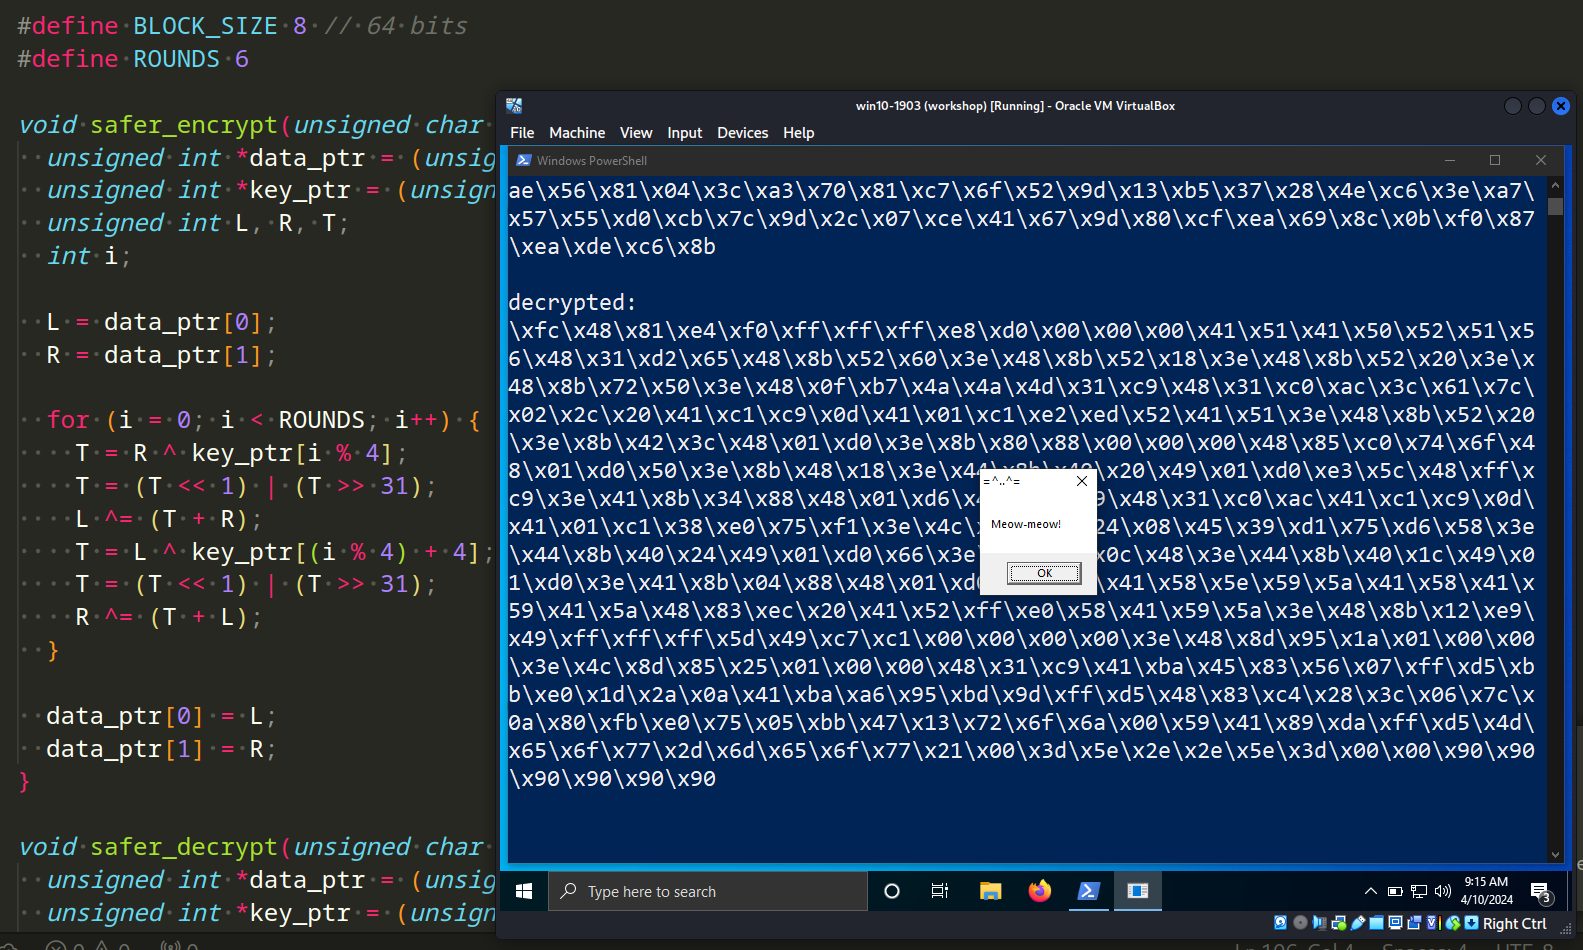 #define BLOCK_SIZE 8 // 64 bits
#define ROUNDS 6
void safer_encrypt(unsigned char
unsigned int *data_ptr = (unsig
unsigned int *key_ptr = (unsign
unsigned int L, R, T;
int i;
L = data_ptr[0];
R = data_ptr[1];
for (i = 0; i < ROUNDS; i++) {
T = R ^ key_ptr[i % 4];
T = (T << 1) | (T >> 31);
L ^= (T + R);
T = L ^ key_ptr[(i % 4) + 4];
T = (T << 1) | (T >> 31);
R ^= (T + L);
}
data_ptr[0] = L;
data_ptr[1] = R;
}
void safer_decrypt(unsigned char
unsigned int *data_ptr = (unsig
unsigned int *key_ptr = (unsign
win10-1903 (workshop) [Running] - Oracle VM VirtualBox
File Machine View Input Devices Help
Windows PowerShell
ae\x56\x81\x04\x3c\xa3\x70\x81\xc7\x6f\x52\x9d\x13\xb5\x37\x28\x4e\xc6\x3e\xa7\
x57\x55\xd0\xcb\x7c\x9d\x2c\x07\xce\x41\x67\x9d\x80\xcf\xea\x69\x8c\x0b\xf0\x87
\xea\xde\xc6\x8b
decrypted:
\xfc\x48\x81\xe4\xf0\xff\xff\xff\xe8\xd0\x00\x00\x00\x41\x51\x41\x50\x52\x51\x5
6\x48\x31\xd2\x65\x48\x8b\x52\x60\x3e\x48\x8b\x52\x18\x3e\x48\x8b\x52\x20\x3e\x
48\x8b\x72\x50\x3e\x48\x0f\xb7\x4a\x4a\x4d\x31\xc9\x48\x31\xc0\xac\x3c\x61\x7c\
x02\x2c\x20\x41\xc1\xc9\x0d\x41\x01\xc1\xe2\xed\x52\x41\x51\x3e\x48\x8b\x52\x20
\x3e\x8b\x42\x3c\x48\x01\xd0\x3e\x8b\x80\x88\x00\x00\x00\x48\x85\xc0\x74\x6f\x4
8\x01\xd0\x50\x3e\x8b\x48\x18\x3e\x44\x8b\x40\x20\x49\x01\xd0\xe3\x5c\x48\xff\x
c9\x3e\x41\x8b\x34\x88\x48\x01\xd6\x4 9\x48\x31\xc0\xac\x41\xc1\xc9\x0d\
x41\x01\xc1\x38\xe0\x75\xf1\x3e\x4c\x 24\x08\x45\x39\xd1\x75\xd6\x58\x3e
\x44\x8b\x40\x24\x49\x01\xd0\x66\x3e\ x0c\x48\x3e\x44\x8b\x40\x1c\x49\x0
1\xd0\x3e\x41\x8b\x04\x88\x48\x01\xd0 \x41\x58\x5e\x59\x5a\x41\x58\x41\x
59\x41\x5a\x48\x83\xec\x20\x41\x52\xff\xe0\x58\x41\x59\x5a\x3e\x48\x8b\x12\xe9\
x49\xff\xff\xff\x5d\x49\xc7\xc1\x00\x00\x00\x00\x3e\x48\x8d\x95\x1a\x01\x00\x00
\x3e\x4c\x8d\x85\x25\x01\x00\x00\x48\x31\xc9\x41\xba\x45\x83\x56\x07\xff\xd5\xb
b\xe0\x1d\x2a\x0a\x41\xba\xa6\x95\xbd\x9d\xff\xd5\x48\x83\xc4\x28\x3c\x06\x7c\x
0a\x80\xfb\xe0\x75\x05\xbb\x47\x13\x72\x6f\x6a\x00\x59\x41\x89\xda\xff\xd5\x4d\
x65\x6f\x77\x2d\x6d\x65\x6f\x77\x21\x00\x3d\x5e\x2e\x2e\x5e\x3d\x00\x00\x90\x90
\x90\x90\x90\x90
=^..^=
Meow-meow!
OK
Type here to search
9:15 AM
4/10/2024
3
Right Ctrl